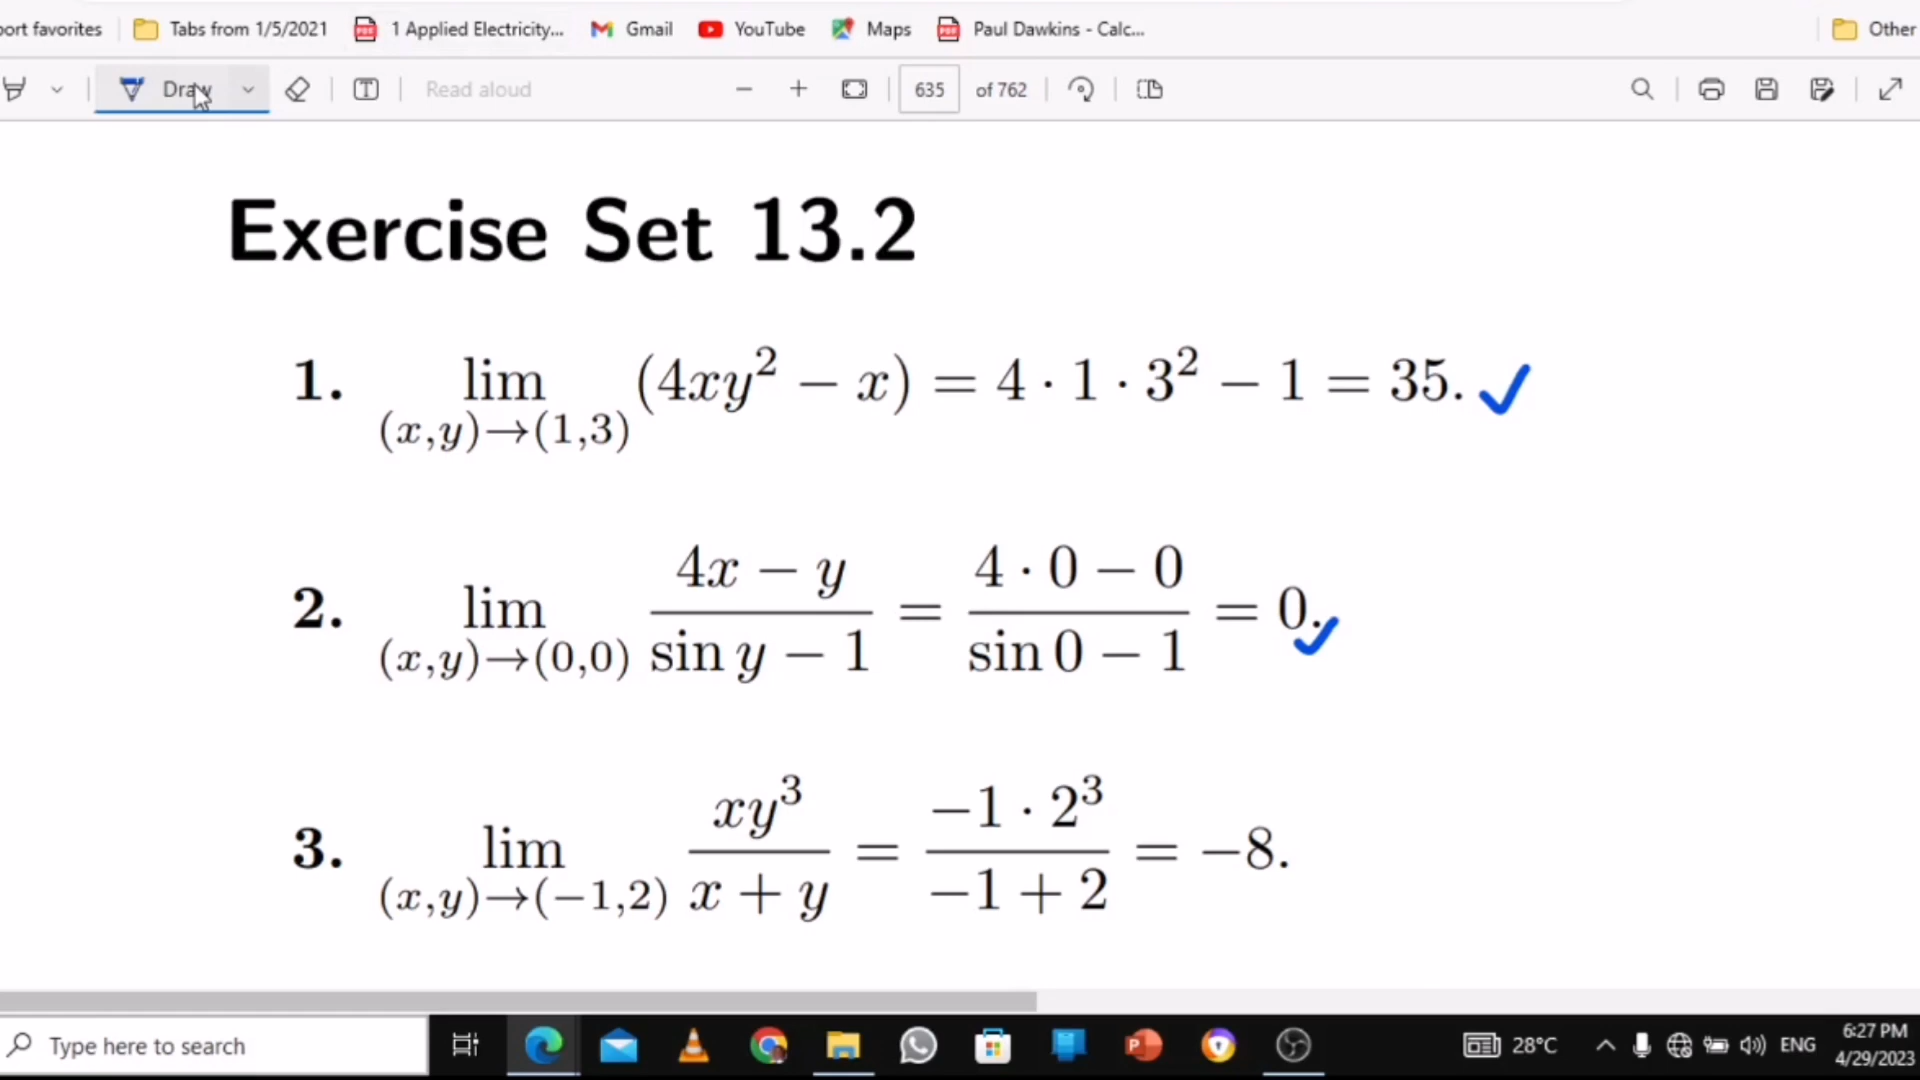 ort favorites Tabs from 1/5/2021 1 Applied Electricity... Gmail YouTube Maps Paul Dawkins - Calc... Other
Draw Read aloud 635 of 762
Exercise Set 13.2
1. lim (x,y)→(1,3) (4xy² − x) = 4 · 1 · 3² − 1 = 35.
2. lim (x,y)→(0,0) (4x − y)/(sin y − 1) = (4 · 0 − 0)/(sin 0 − 1) = 0.
3. lim (x,y)→(−1,2) xy³/(x + y) = (−1 · 2³)/(−1 + 2) = −8.
Type here to search 28°C ENG 6:27 PM
4/29/2023